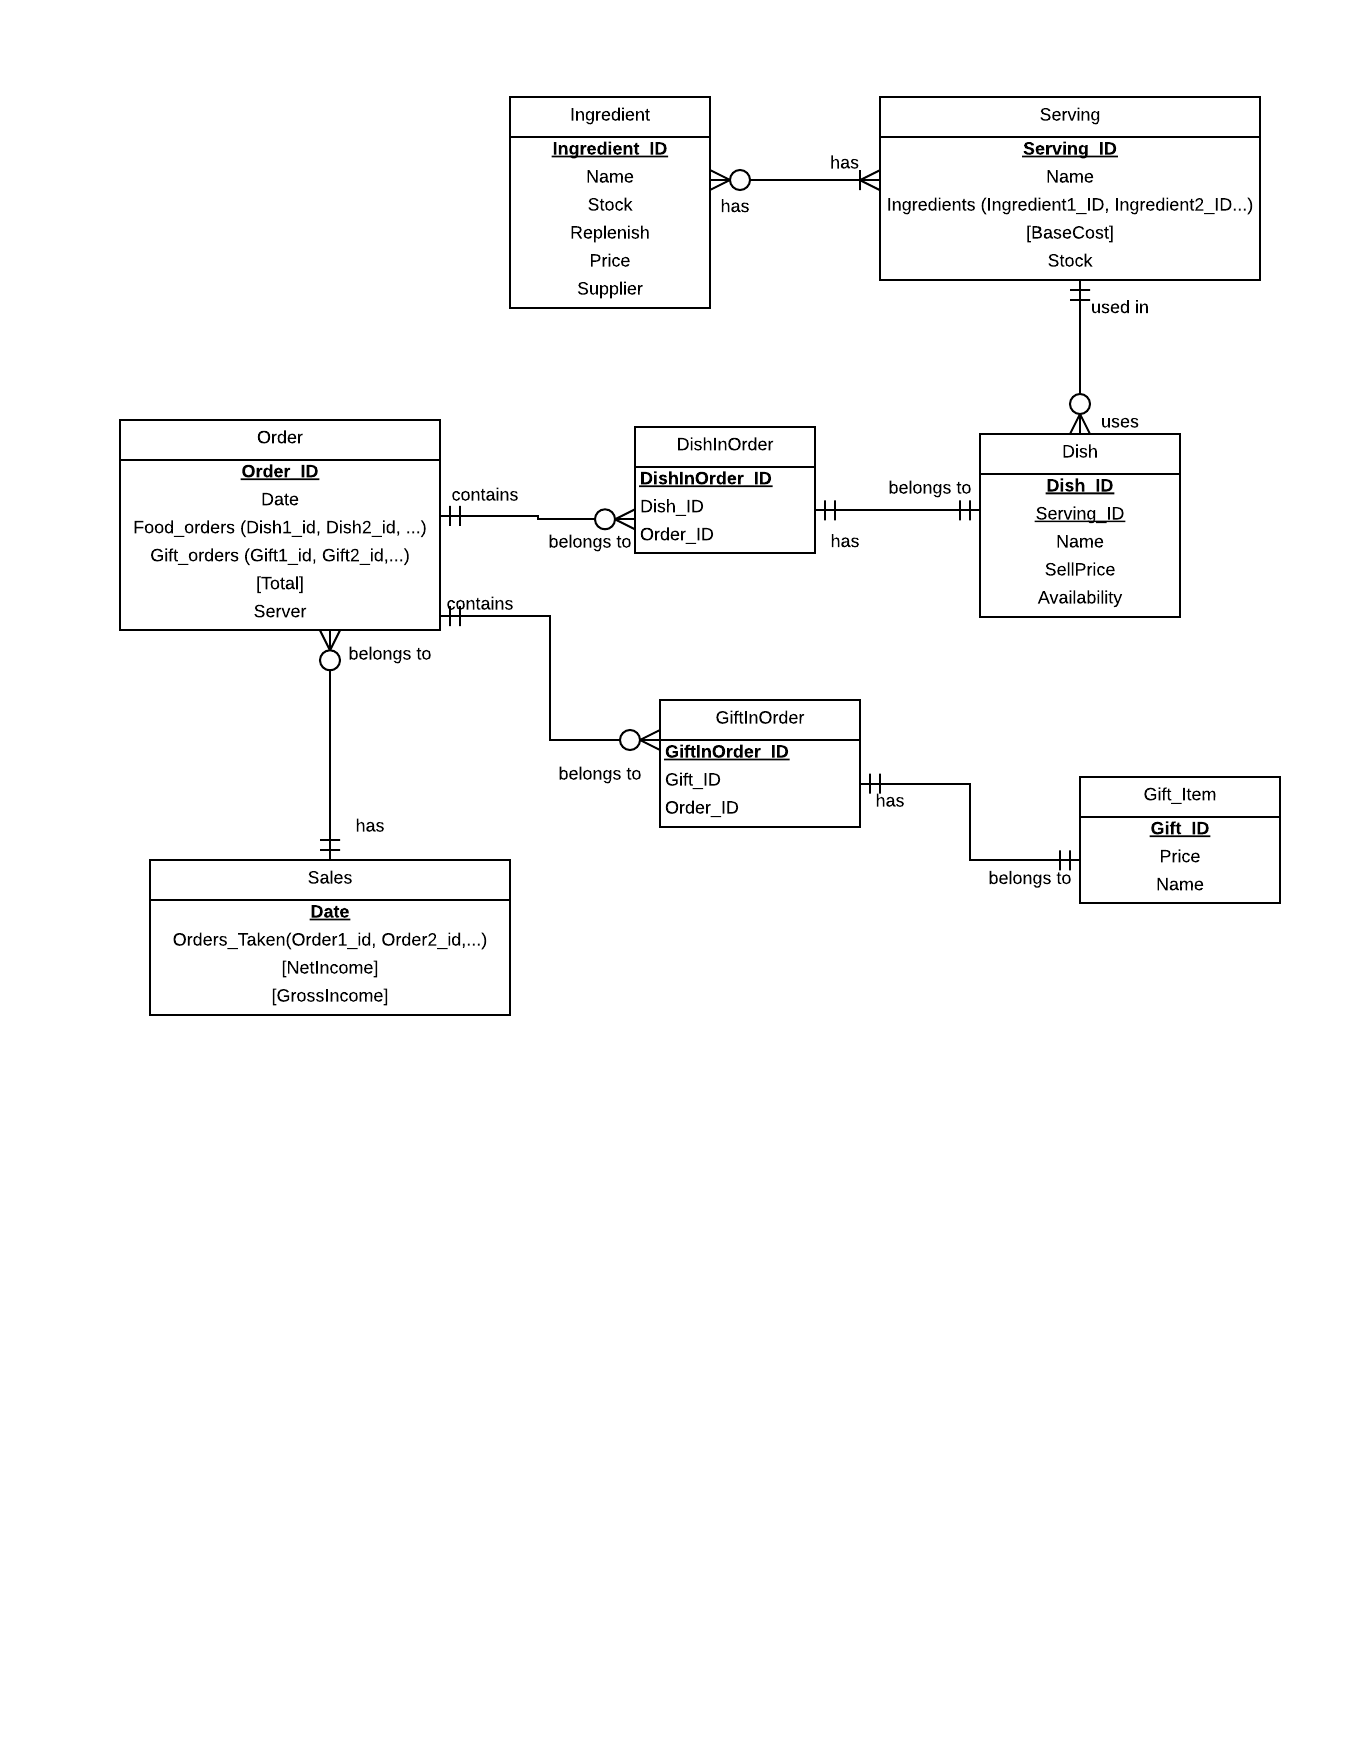 Ingredient
Ingredient_ID
Name
Stock
Replenish
Price
Supplier
has
has
Serving
Serving_ID
Name
Ingredients (Ingredient1_ID, Ingredient2_ID...)
[BaseCost]
Stock
used in
uses
Order
Order_ID
Date
Food_orders (Dish1_id, Dish2_id, ...)
Gift_orders (Gift1_id, Gift2_id,...)
[Total]
Server
contains
belongs to
DishInOrder
DishInOrder_ID
Dish_ID
Order_ID
has
belongs to
Dish
Dish_ID
Serving_ID
Name
SellPrice
Availability
contains
belongs to
belongs to
GiftInOrder
GiftInOrder_ID
Gift_ID
Order_ID
has
belongs to
Gift_Item
Gift_ID
Price
Name
has
Sales
Date
Orders_Taken(Order1_id, Order2_id,...)
[NetIncome]
[GrossIncome]